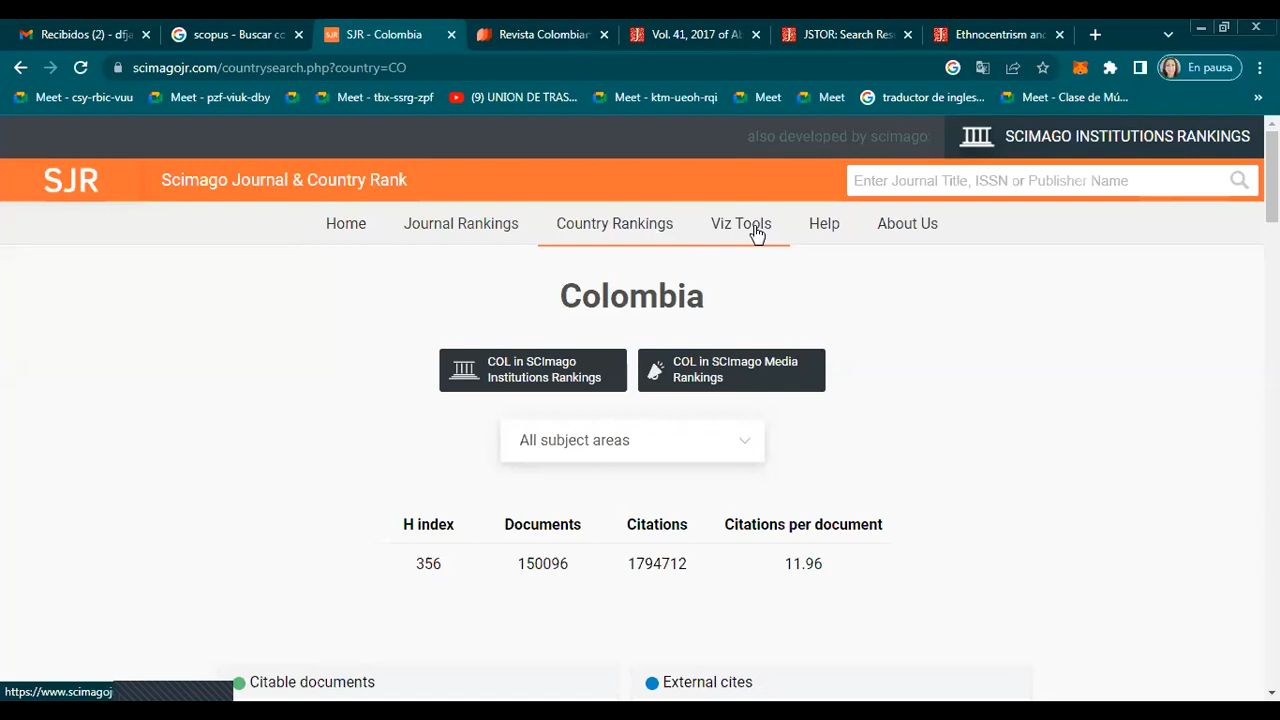 Recibidos (2) - dfja
scopus - Buscar co
SJR SJR - Colombia
Revista Colombian
Vol. 41, 2017 of Ab
JSTOR: Search Res
Ethnocentrism and
scimagojr.com/countrysearch.php?country=CO
En pausa
Meet - csy-rbic-vuu
Meet - pzf-viuk-dby
Meet - tbx-ssrg-zpf
(9) UNION DE TRAS...
Meet - ktm-ueoh-rqi
Meet
Meet
traductor de ingles...
Meet - Clase de Mú...
also developed by scimago:
SCIMAGO INSTITUTIONS RANKINGS
SJR
Scimago Journal & Country Rank
Enter Journal Title, ISSN or Publisher Name
Home
Journal Rankings
Country Rankings
Viz Tools
Help
About Us
Colombia
COL in SCImago
Institutions Rankings
COL in SCImago Media
Rankings
All subject areas
H index Documents Citations Citations per document
356 150096 1794712 11.96
Citable documents
External cites
https://www.scimagoj